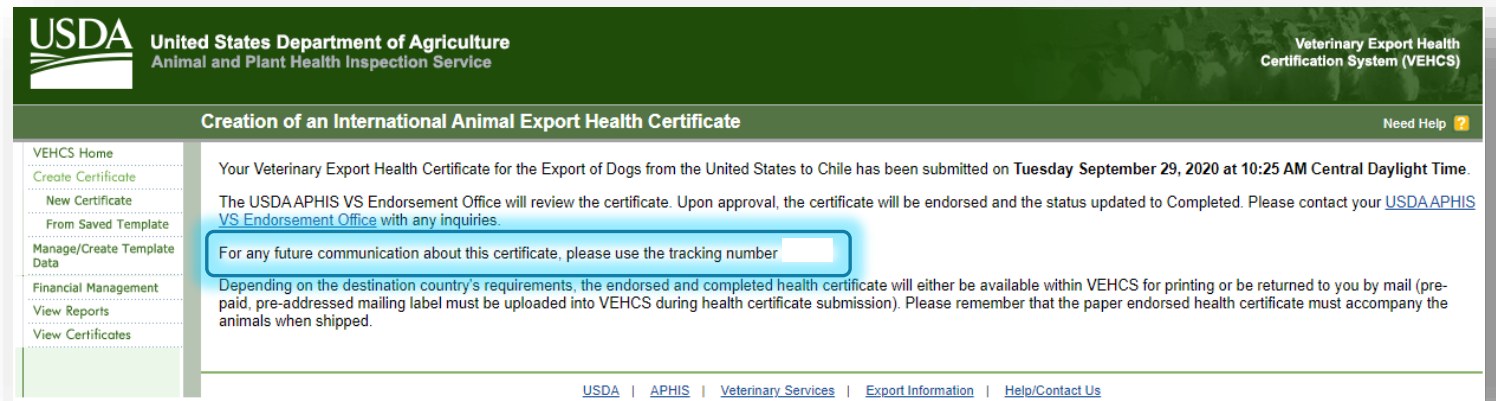 USDA
United States Department of Agriculture
Animal and Plant Health Inspection Service
Veterinary Export Health
Certification System (VEHCS)
Creation of an International Animal Export Health Certificate
Need Help ?
VEHCS Home
Create Certificate
New Certificate
From Saved Template
Manage/Create Template
Data
Financial Management
View Reports
View Certificates
Your Veterinary Export Health Certificate for the Export of Dogs from the United States to Chile has been submitted on Tuesday September 29, 2020 at 10:25 AM Central Daylight Time.
The USDA APHIS VS Endorsement Office will review the certificate. Upon approval, the certificate will be endorsed and the status updated to Completed. Please contact your USDA APHIS
VS Endorsement Office with any inquiries.
For any future communication about this certificate, please use the tracking number
Depending on the destination country's requirements, the endorsed and completed health certificate will either be available within VEHCS for printing or be returned to you by mail (pre-
paid, pre-addressed mailing label must be uploaded into VEHCS during health certificate submission). Please remember that the paper endorsed health certificate must accompany the
animals when shipped.
USDA | APHIS | Veterinary Services | Export Information | Help/Contact Us